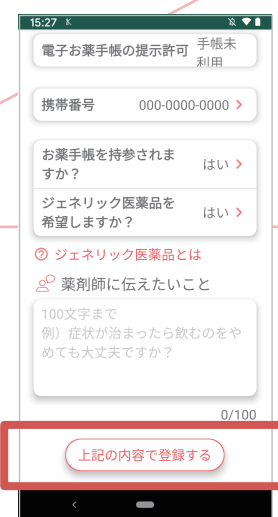 15:27
電子お薬手帳の提示許可 手帳未
利用
携帯番号 000-0000-0000 >
お薬手帳を持参されま
すか?
はい >
ジェネリック医薬品を
希望しますか?
はい >
? ジェネリック医薬品とは
薬剤師に伝えたいこと
100文字まで
例）症状が治まったら飲むのをや
めても大丈夫ですか？
0/100
上記の内容で登録する